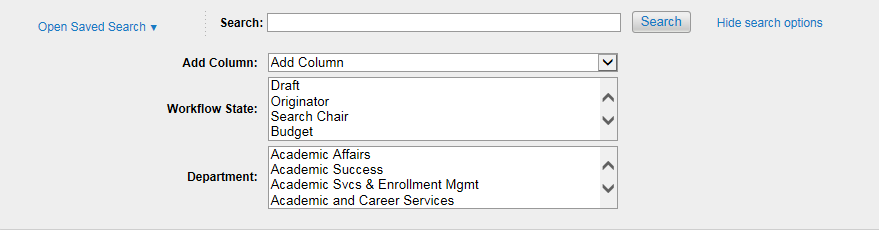 Open Saved Search ▼
Search:
Search
Hide search options
Add Column:
Add Column
Workflow State:
Draft
Originator
Search Chair
Budget
Department:
Academic Affairs
Academic Success
Academic Svcs & Enrollment Mgmt
Academic and Career Services